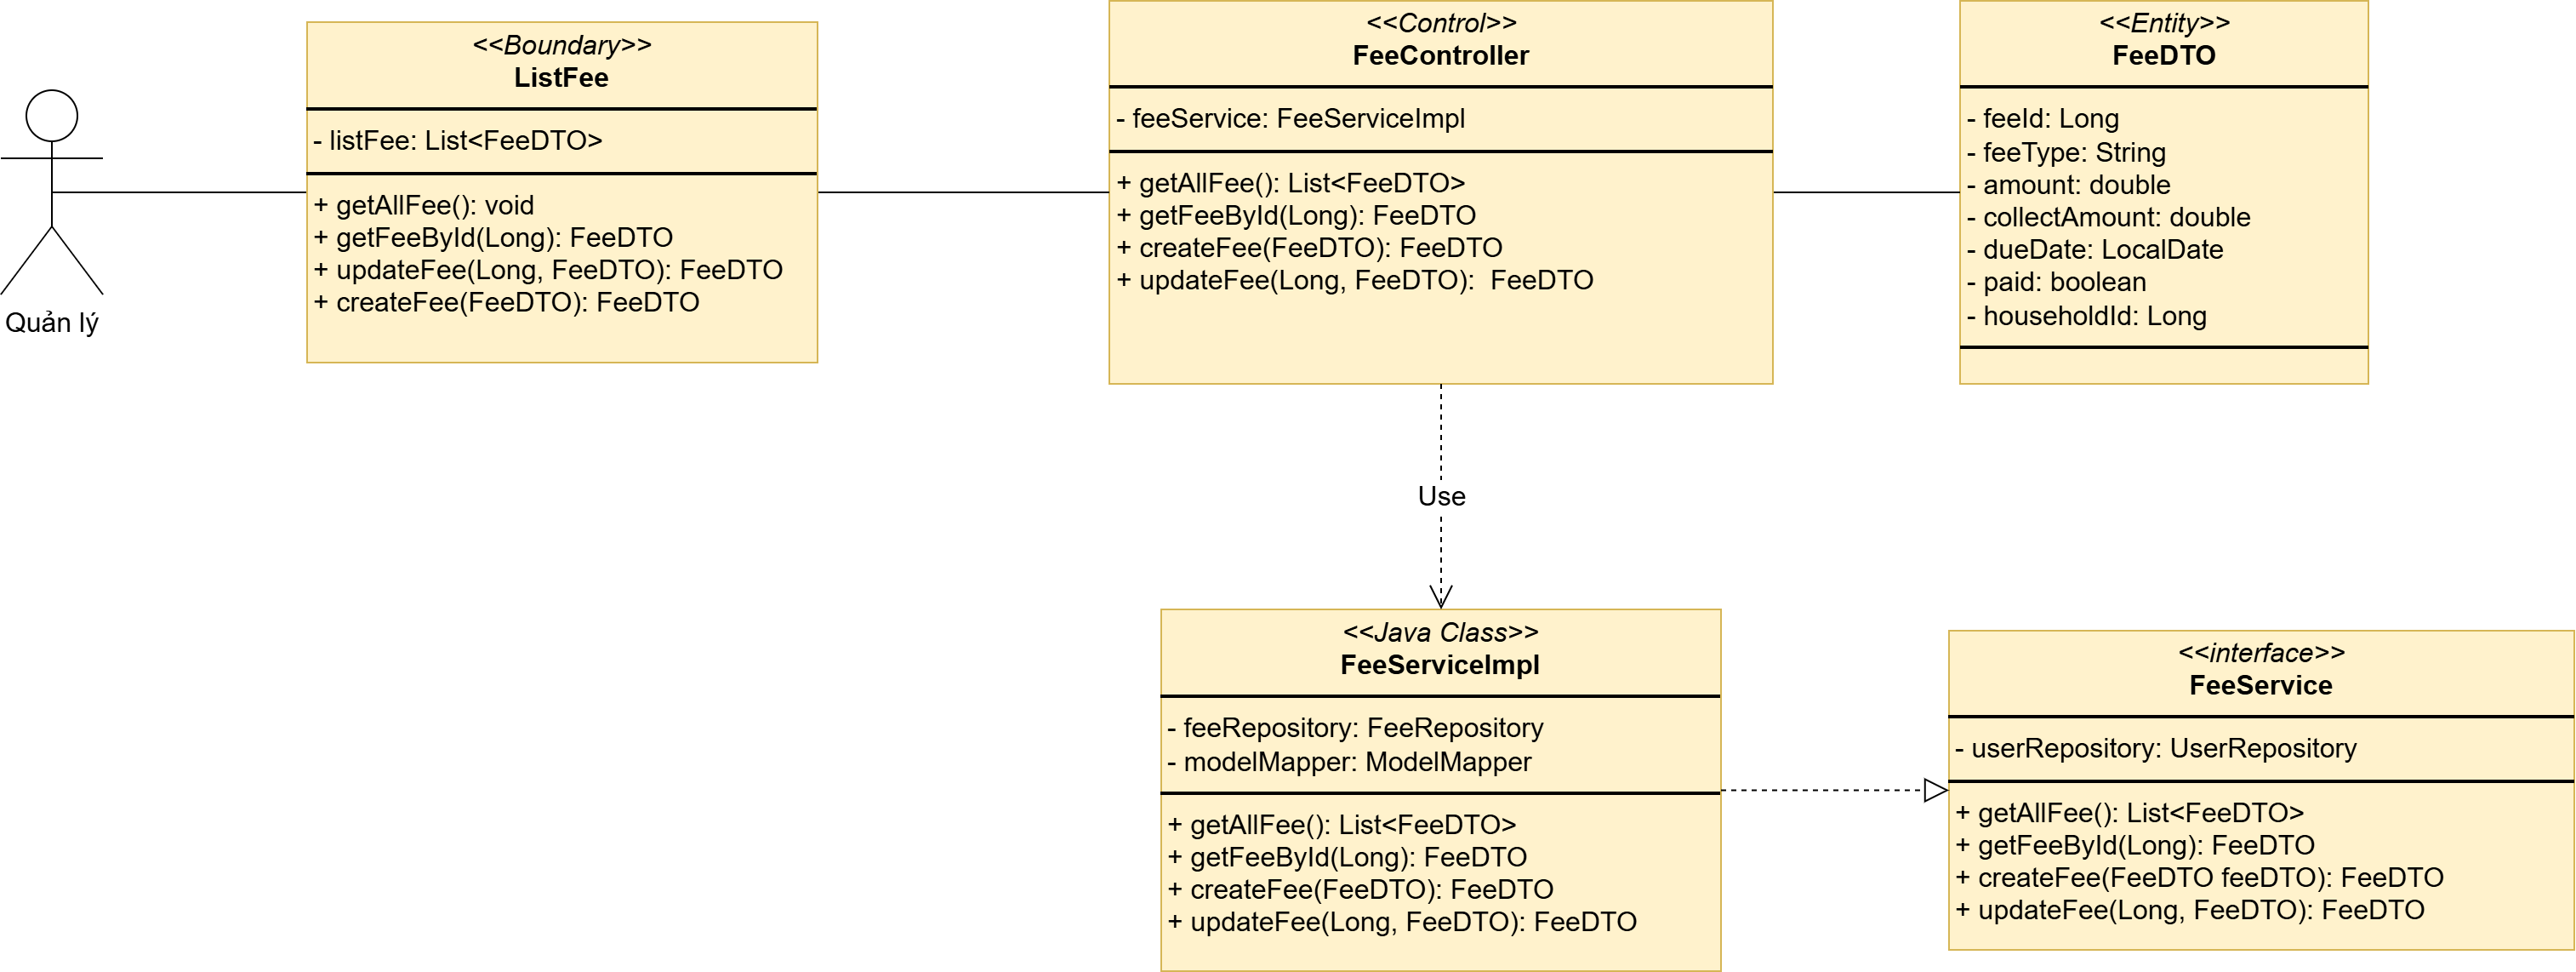 Quản lý
<<Boundary>>
ListFee
- listFee: List<FeeDTO>
+ getAllFee(): void
+ getFeeById(Long): FeeDTO
+ updateFee(Long, FeeDTO): FeeDTO
+ createFee(FeeDTO): FeeDTO
<<Control>>
FeeController
- feeService: FeeServiceImpl
+ getAllFee(): List<FeeDTO>
+ getFeeById(Long): FeeDTO
+ createFee(FeeDTO): FeeDTO
+ updateFee(Long, FeeDTO):  FeeDTO
<<Entity>>
FeeDTO
- feeId: Long
- feeType: String
- amount: double
- collectAmount: double
- dueDate: LocalDate
- paid: boolean
- householdId: Long
Use
<<Java Class>>
FeeServiceImpl
- feeRepository: FeeRepository
- modelMapper: ModelMapper
+ getAllFee(): List<FeeDTO>
+ getFeeById(Long): FeeDTO
+ createFee(FeeDTO): FeeDTO
+ updateFee(Long, FeeDTO): FeeDTO
<<interface>>
FeeService
- userRepository: UserRepository
+ getAllFee(): List<FeeDTO>
+ getFeeById(Long): FeeDTO
+ createFee(FeeDTO feeDTO): FeeDTO
+ updateFee(Long, FeeDTO): FeeDTO